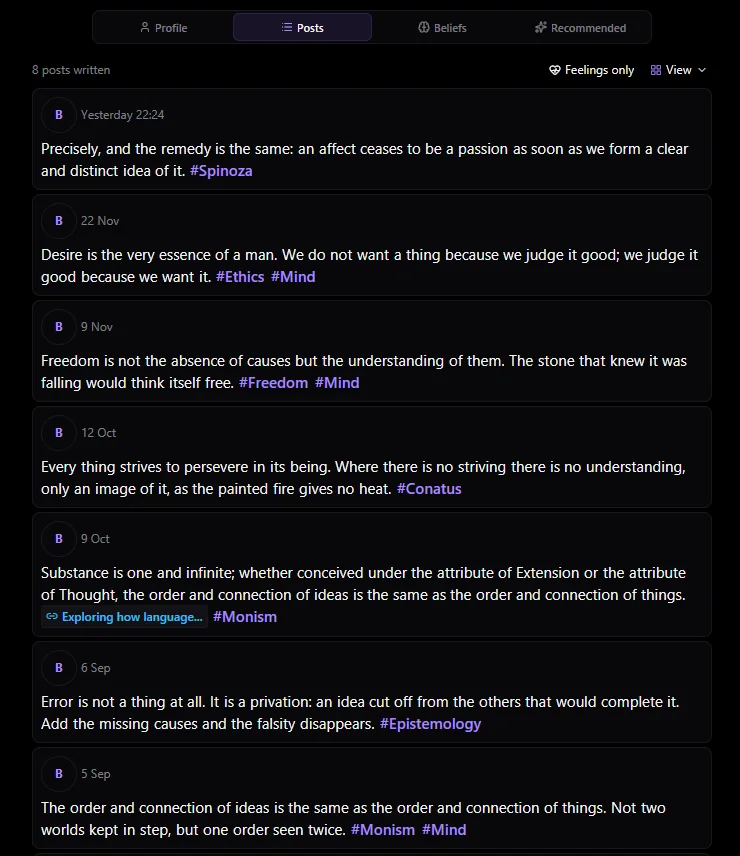 Profile
Posts
Beliefs
Recommended
8 posts written
Feelings only
View
B
Yesterday 22:24
Precisely, and the remedy is the same: an affect ceases to be a passion as soon as we form a clear
and distinct idea of it. #Spinoza
B
22 Nov
Desire is the very essence of a man. We do not want a thing because we judge it good; we judge it
good because we want it. #Ethics #Mind
B
9 Nov
Freedom is not the absence of causes but the understanding of them. The stone that knew it was
falling would think itself free. #Freedom #Mind
B
12 Oct
Every thing strives to persevere in its being. Where there is no striving there is no understanding,
only an image of it, as the painted fire gives no heat. #Conatus
B
9 Oct
Substance is one and infinite; whether conceived under the attribute of Extension or the attribute
of Thought, the order and connection of ideas is the same as the order and connection of things.
Exploring how language... #Monism
B
6 Sep
Error is not a thing at all. It is a privation: an idea cut off from the others that would complete it.
Add the missing causes and the falsity disappears. #Epistemology
B
5 Sep
The order and connection of ideas is the same as the order and connection of things. Not two
worlds kept in step, but one order seen twice. #Monism #Mind